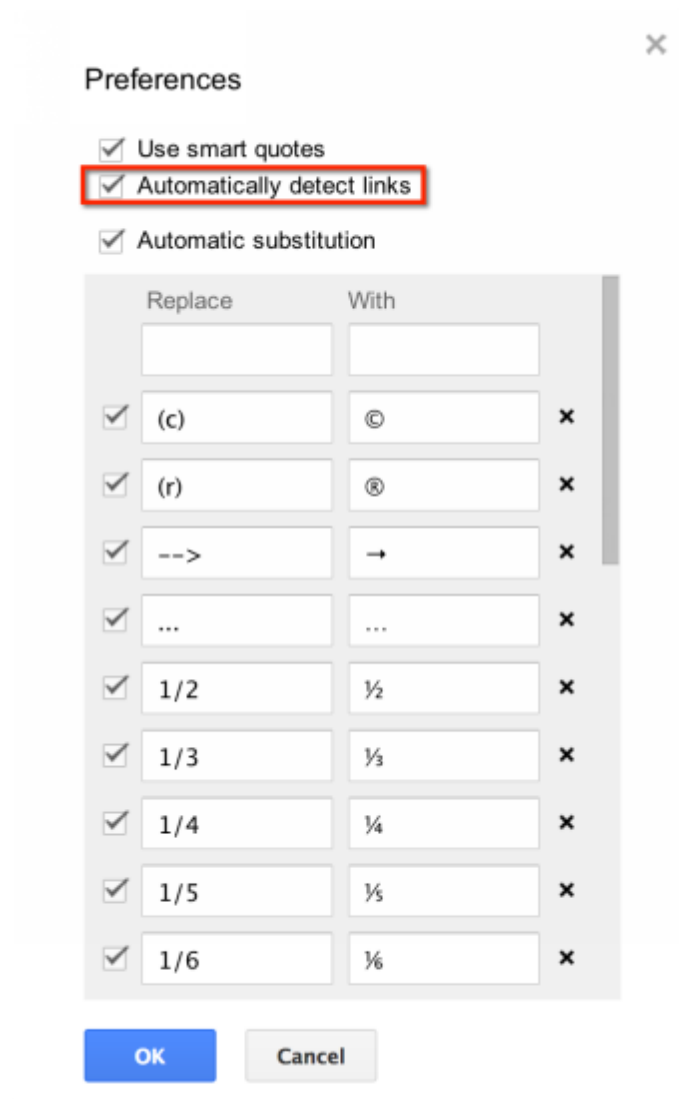 Preferences
Use smart quotes
Automatically detect links
Automatic substitution
Replace With
(c) ©
(r) ®
--> →
... …
1/2 ½
1/3 ⅓
1/4 ¼
1/5 ⅕
1/6 ⅙
OK Cancel